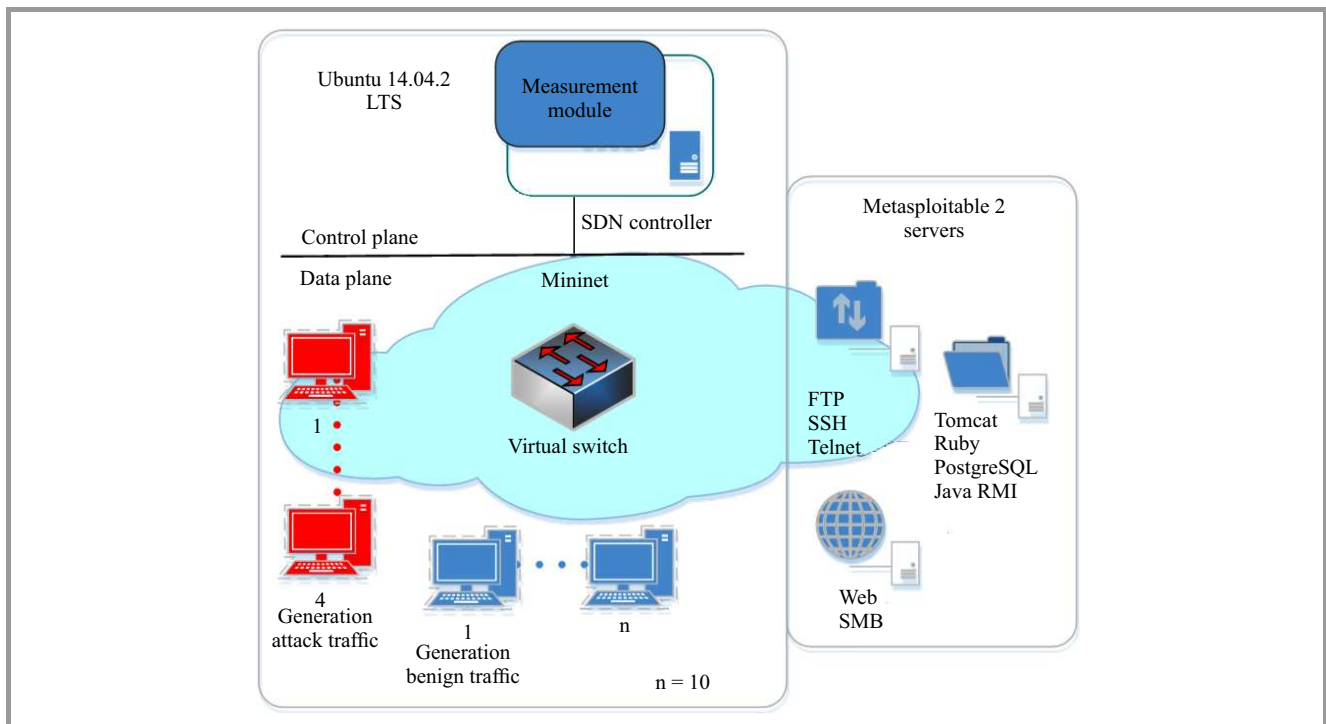 Ubuntu 14.04.2
LTS
Measurement
module
SDN controller
Control plane
Data plane
Mininet
Metasploitable 2
servers
1
Virtual switch
FTP
SSH
Telnet
Tomcat
Ruby
PostgreSQL
Java RMI
4
Generation
attack traffic
1
Generation
benign traffic
n
n = 10
Web
SMB